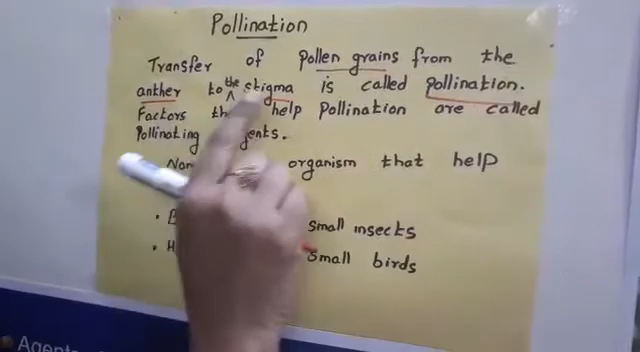 Pollination
Transfer of pollen grains from the
anther to the stigma is called pollination.
Factors help Pollination are called
Pollinating
organism that help
small insects
small birds